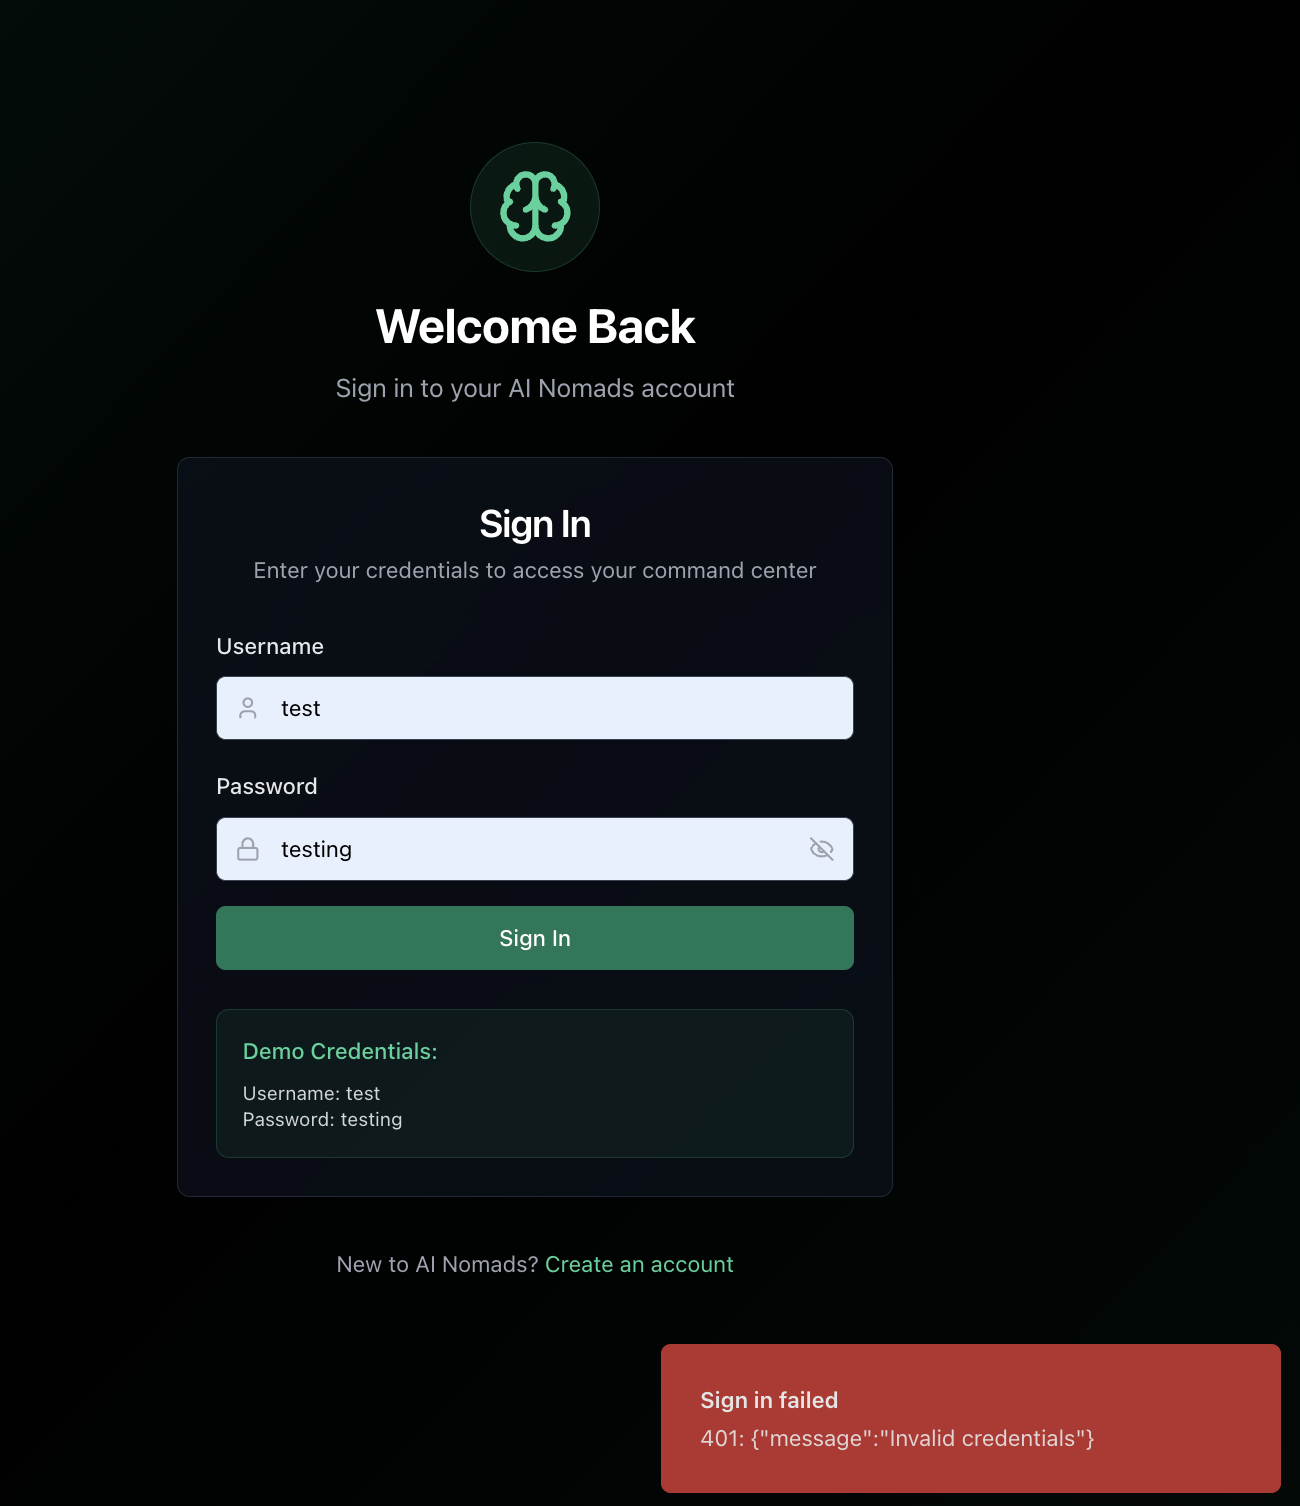 Welcome Back
Sign in to your AI Nomads account
Sign In
Enter your credentials to access your command center
Username
test
Password
testing
Sign In
Demo Credentials:
Username: test
Password: testing
New to AI Nomads? Create an account
Sign in failed
401: {"message":"Invalid credentials"}